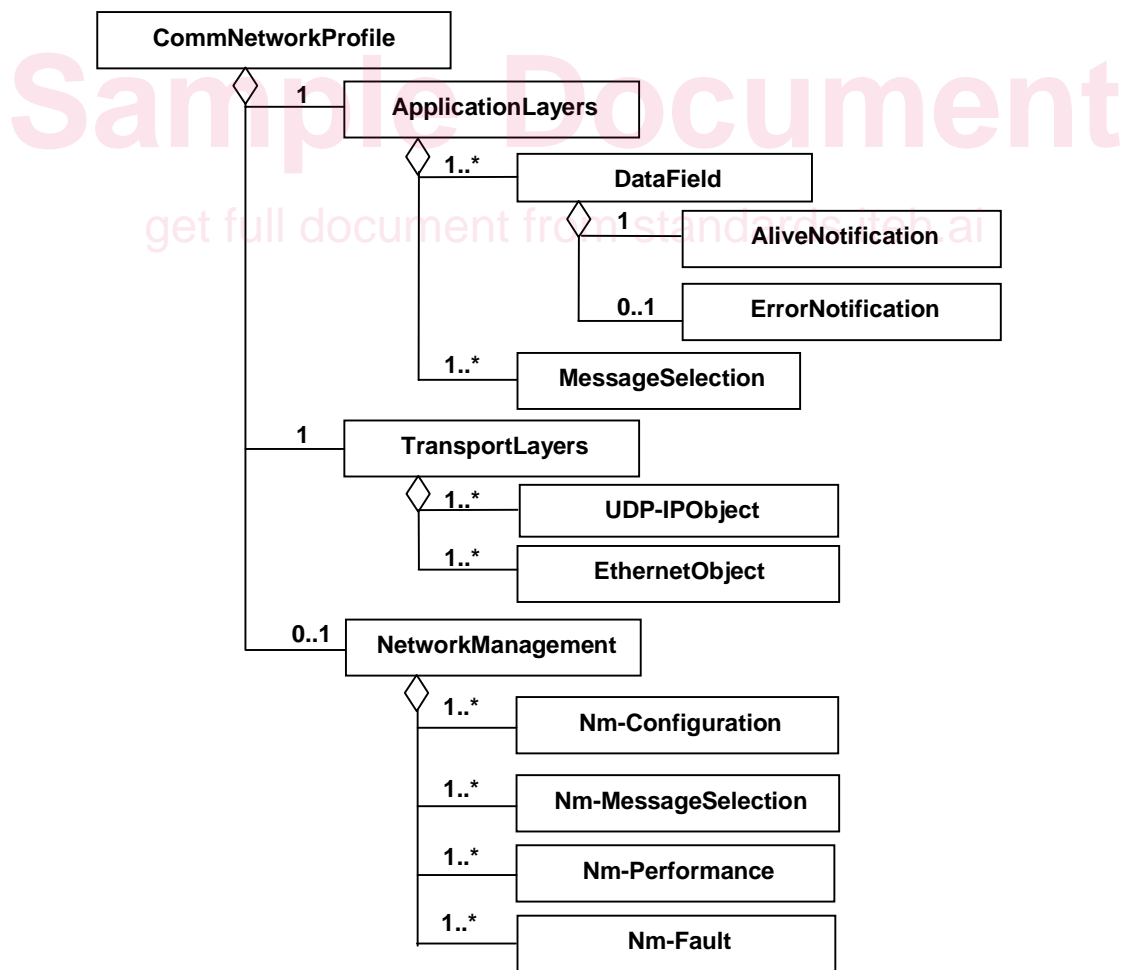 CommNetworkProfile
Sample Document
1
ApplicationLayers
1..*
DataField
get full document from standards.iteh.ai
1
AliveNotification
0..1
ErrorNotification
1..*
MessageSelection
1
TransportLayers
1..*
UDP-IPObject
1..*
EthernetObject
0..1
NetworkManagement
1..*
Nm-Configuration
1..*
Nm-MessageSelection
1..*
Nm-Performance
1..*
Nm-Fault